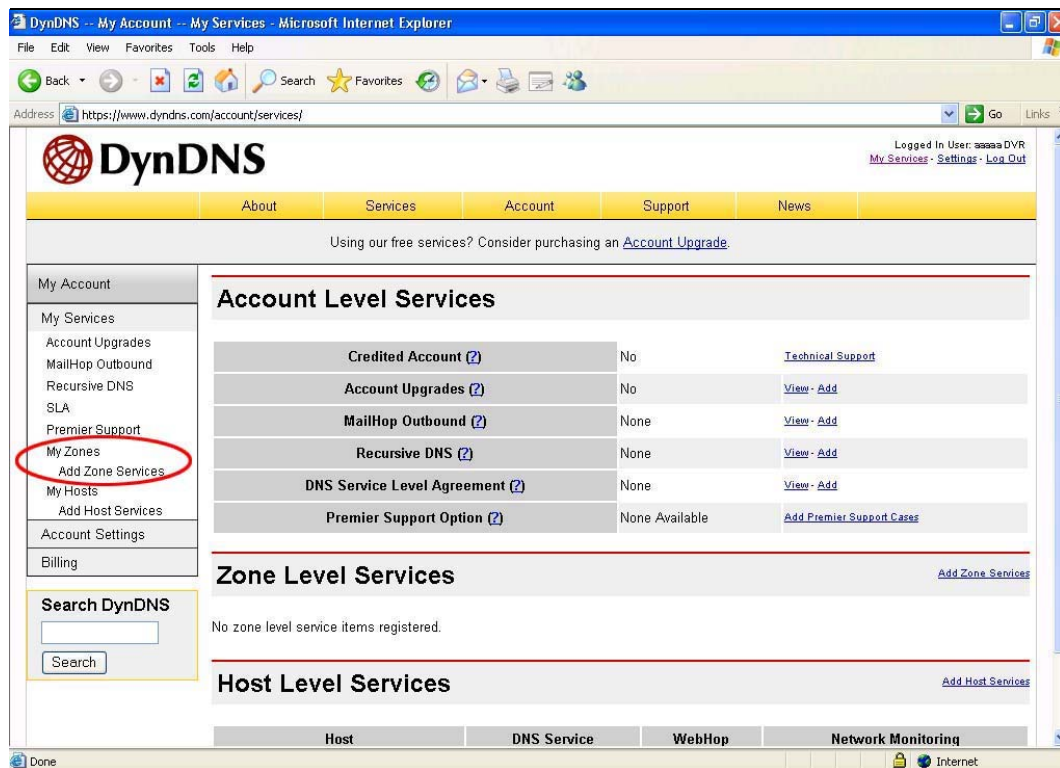 DynDNS -- My Account -- My Services - Microsoft Internet Explorer
File Edit View Favorites Tools Help
Back Search Favorites
Address https://www.dyndns.com/account/services/ Go Links
DynDNS
Logged In User: aaaaaDVR
My Services - Settings - Log Out
About Services Account Support News
Using our free services? Consider purchasing an Account Upgrade.
My Account
My Services
Account Upgrades
MailHop Outbound
Recursive DNS
SLA
Premier Support
My Zones
Add Zone Services
My Hosts
Add Host Services
Account Settings
Billing
Search DynDNS
Search
Account Level Services
Credited Account (?) No Technical Support
Account Upgrades (?) No View - Add
MailHop Outbound (?) None View - Add
Recursive DNS (?) None View - Add
DNS Service Level Agreement (?) None View - Add
Premier Support Option (?) None Available Add Premier Support Cases
Zone Level Services Add Zone Services
No zone level service items registered.
Host Level Services Add Host Services
Host DNS Service WebHop Network Monitoring
Done Internet